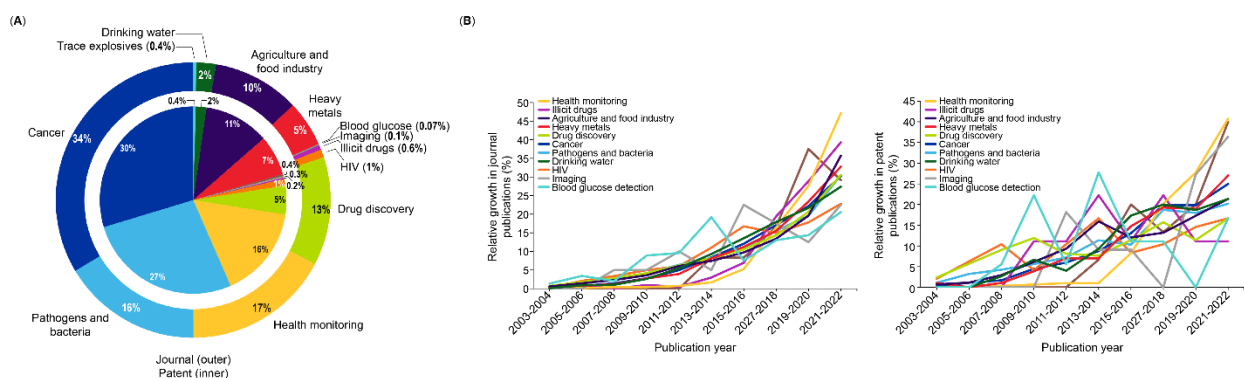 (A)
Drinking water
Trace explosives (0.4%)
Agriculture and
food industry
2%
10%
Heavy
metals
5%
Blood glucose (0.07%)
Imaging (0.1%)
Illicit drugs (0.6%)
HIV (1%)
Cancer
34%
0.4%
2%
11%
30%
7%
0.4%
0.3%
0.2%
1%
5%
13%
Drug discovery
16%
27%
17%
16%
Pathogens and
bacteria
Health monitoring
Journal (outer)
Patent (inner)
(B)
Relative growth in journal
publications (%)
50
45
40
35
30
25
20
15
10
5
0
Health monitoring
Illicit drugs
Agriculture and food industry
Heavy metals
Drug discovery
Cancer
Pathogens and bacteria
Drinking water
HIV
Imaging
Blood glucose detection
2003-2004
2005-2006
2007-2008
2009-2010
2011-2012
2013-2014
2015-2016
2027-2018
2019-2020
2021-2022
Publication year
Relative growth in patent
publications (%)
45
40
35
30
25
20
15
10
5
0
Health monitoring
Illicit drugs
Agriculture and food industry
Heavy metals
Drug discovery
Cancer
Pathogens and bacteria
Drinking water
HIV
Imaging
Blood glucose detection
2003-2004
2005-2006
2007-2008
2009-2010
2011-2012
2013-2014
2015-2016
2027-2018
2019-2020
2021-2022
Publication year